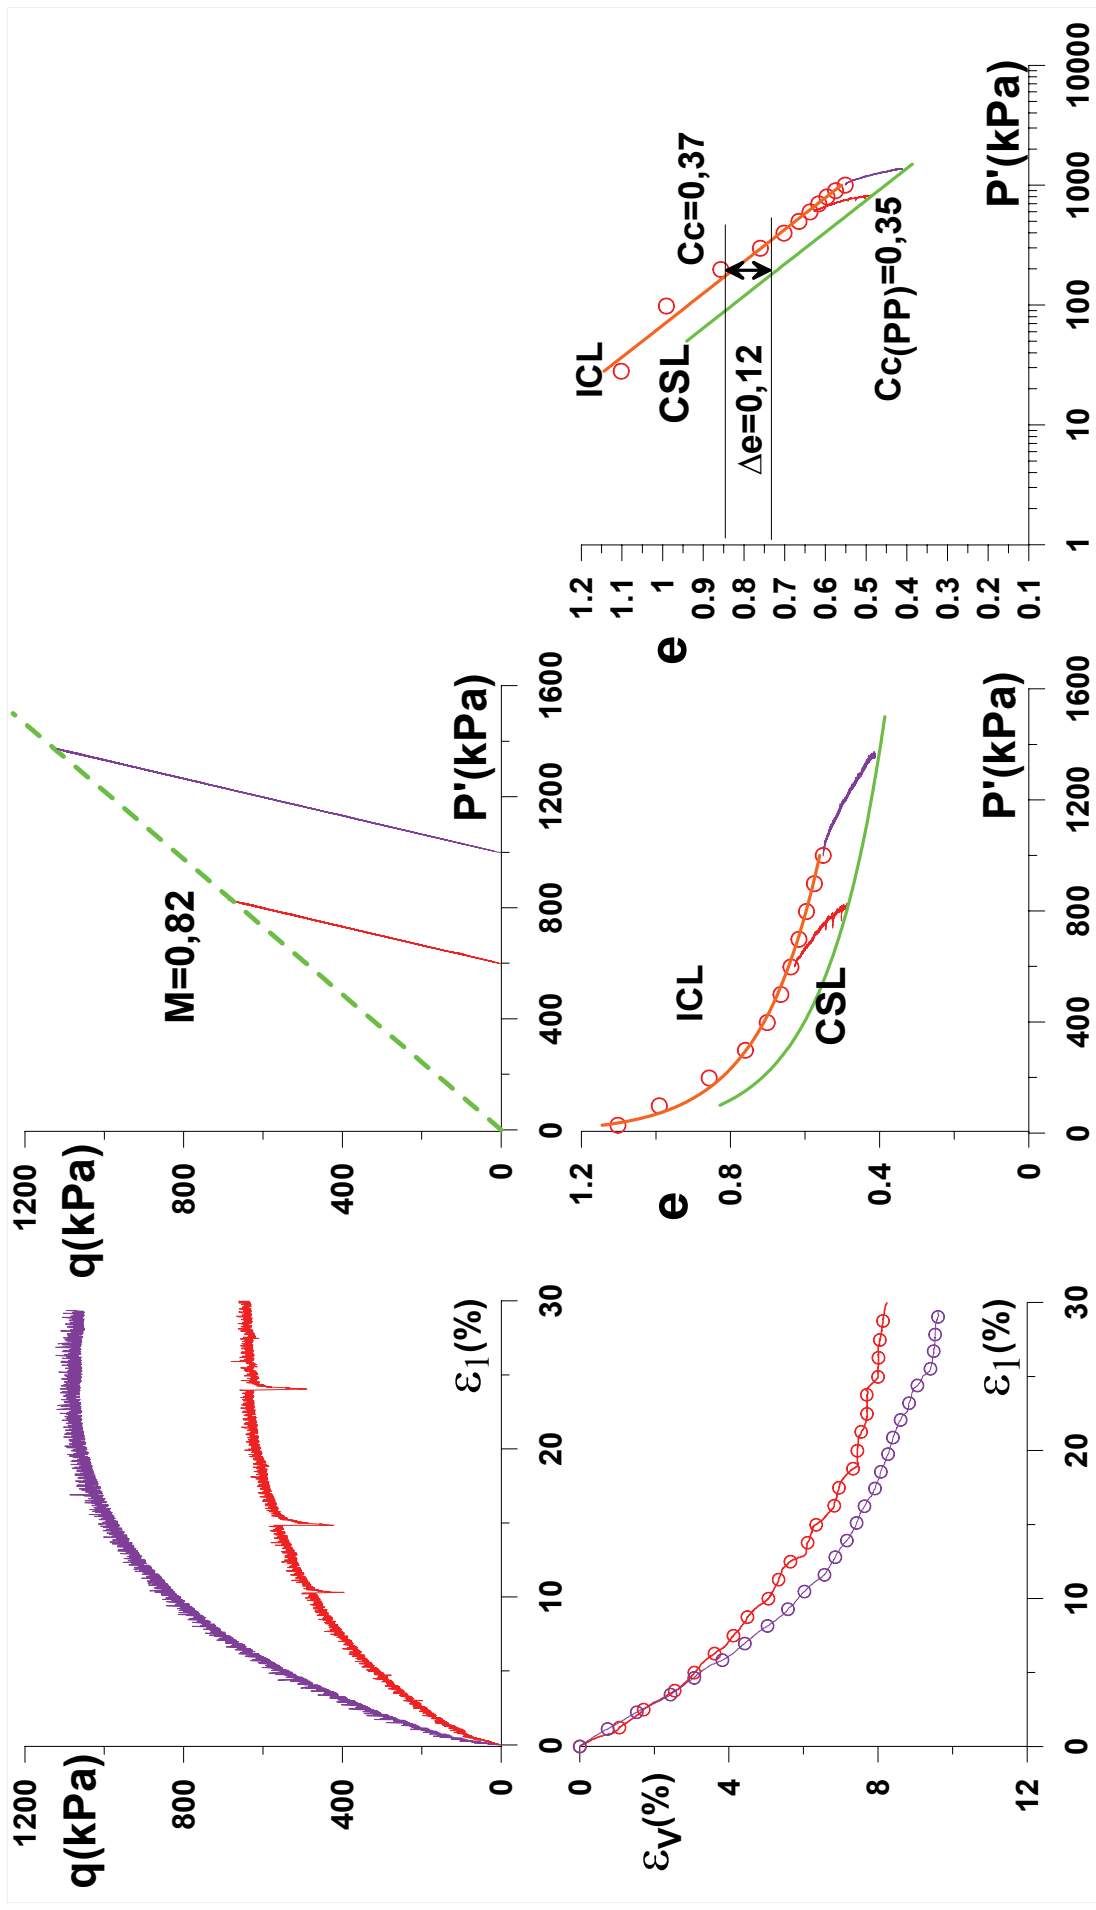 1200
q(kPa)
800
400
0
0
10
20
30
ε1(%)
1200
q(kPa)
800
400
0
M=0,82
0
400
800
1200
1600
P'(kPa)
0
εv(%)
4
8
12
0
10
20
30
ε1(%)
1.2
e
0.8
0.4
0
ICL
CSL
0
400
800
1200
1600
P'(kPa)
1.2
1.1
1
0.9
0.8
0.7
0.6
0.5
0.4
0.3
0.2
0.1
e
ICL
CSL
Δe=0,12
Cc=0,37
Cc(PP)=0,35
1
10
100
1000
10000
P'(kPa)